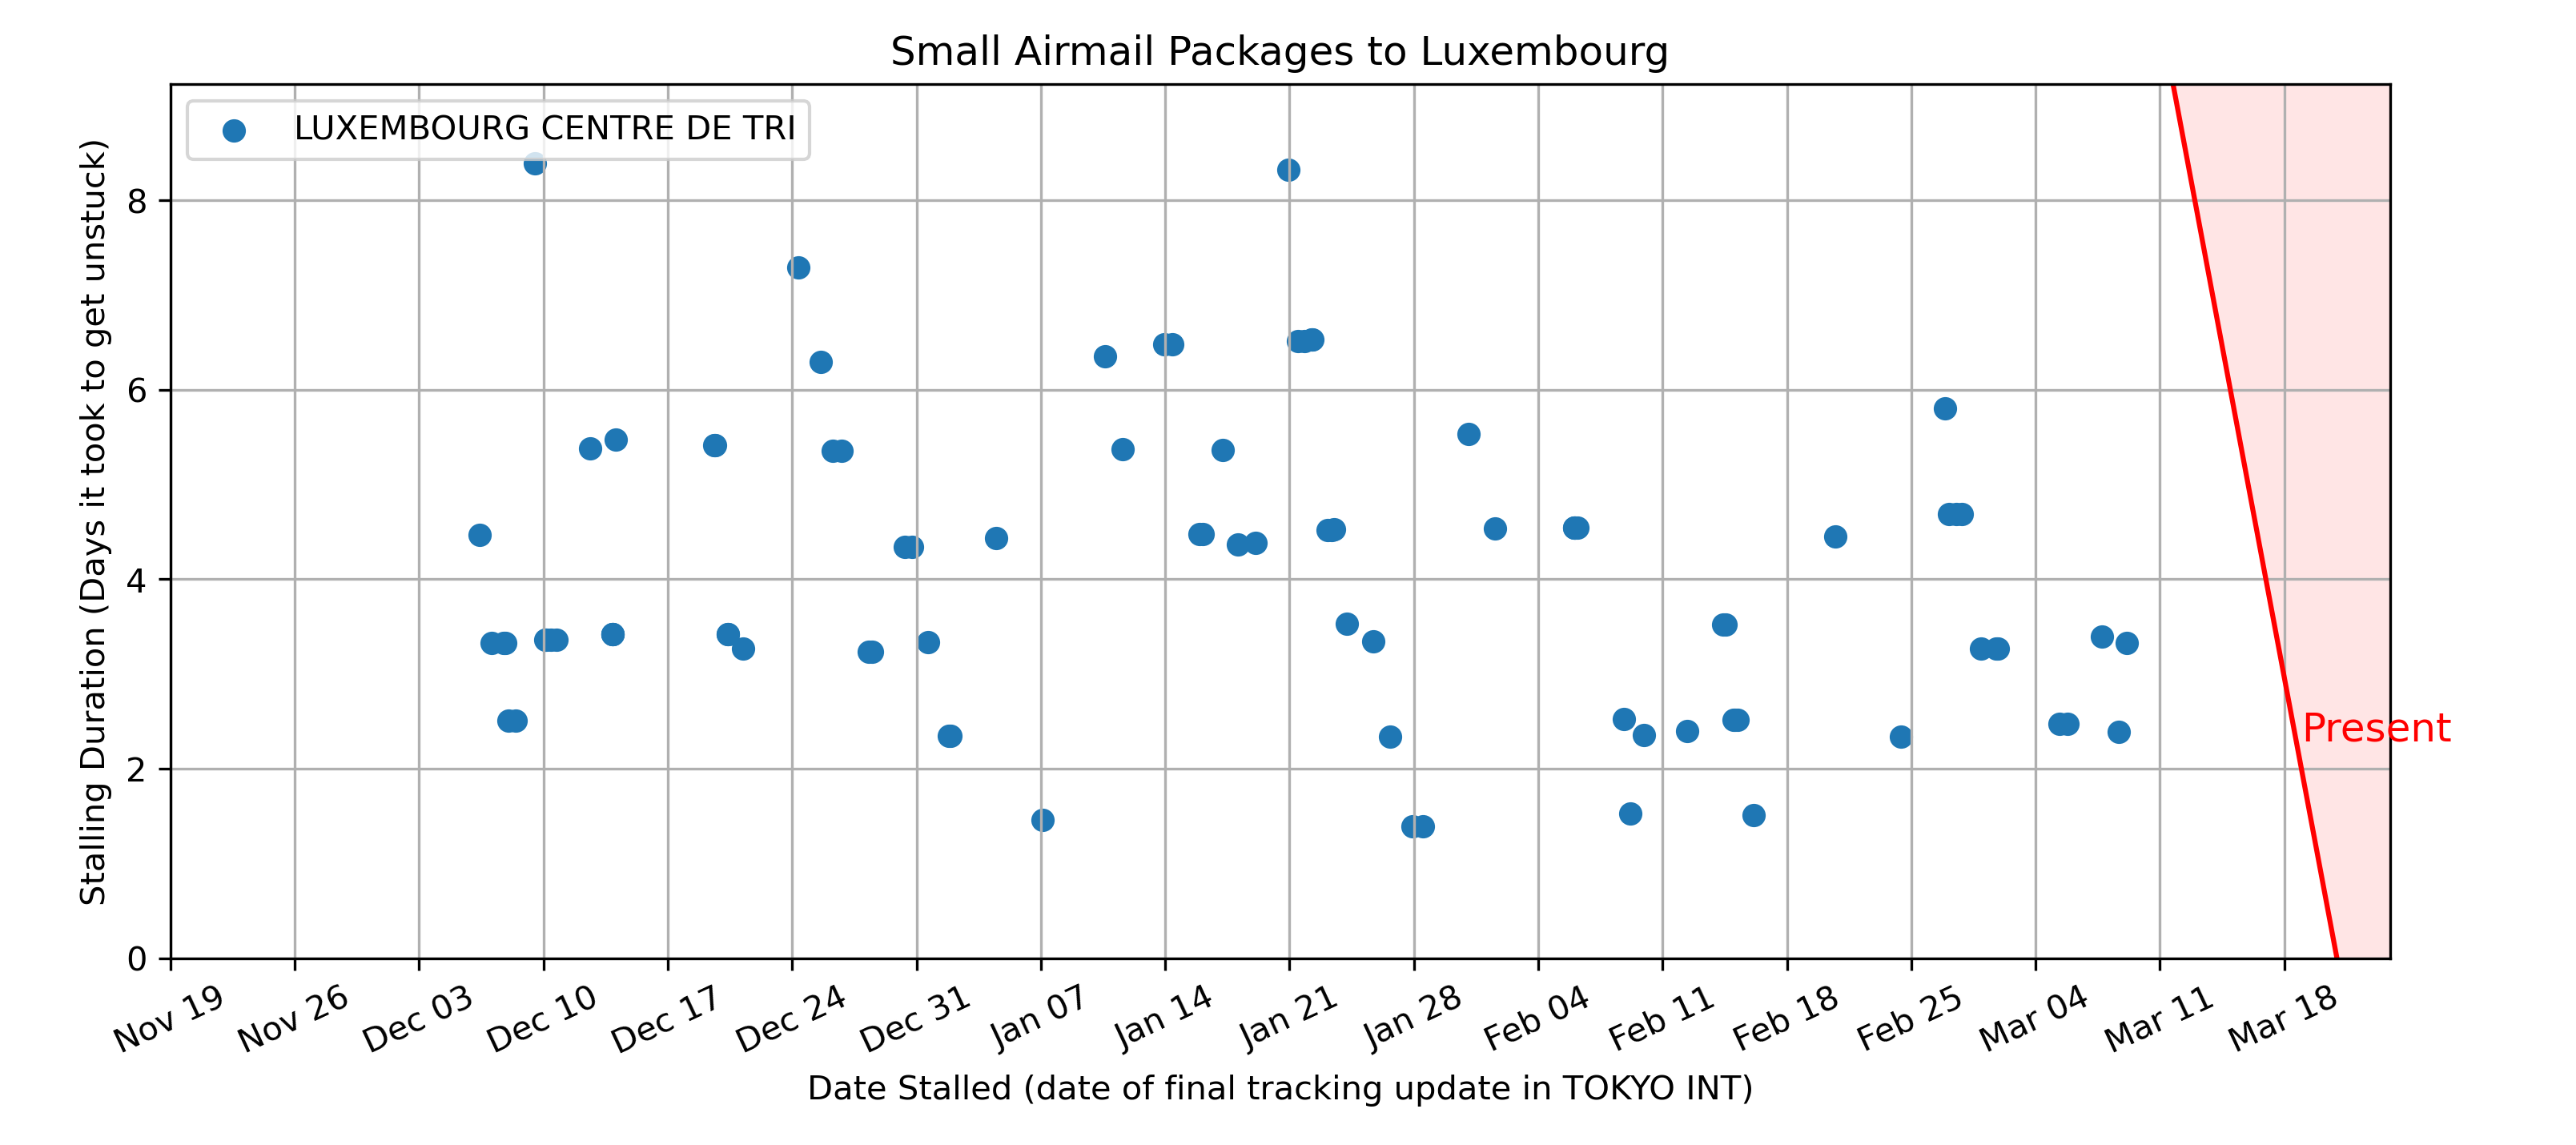 Small Airmail Packages to Luxembourg
LUXEMBOURG CENTRE DE TRI
Stalling Duration (Days it took to get unstuck)
8
6
4
2
0
Present
Nov 19
Nov 26
Dec 03
Dec 10
Dec 17
Dec 24
Dec 31
Jan 07
Jan 14
Jan 21
Jan 28
Feb 04
Feb 11
Feb 18
Feb 25
Mar 04
Mar 11
Mar 18
Date Stalled (date of final tracking update in TOKYO INT)